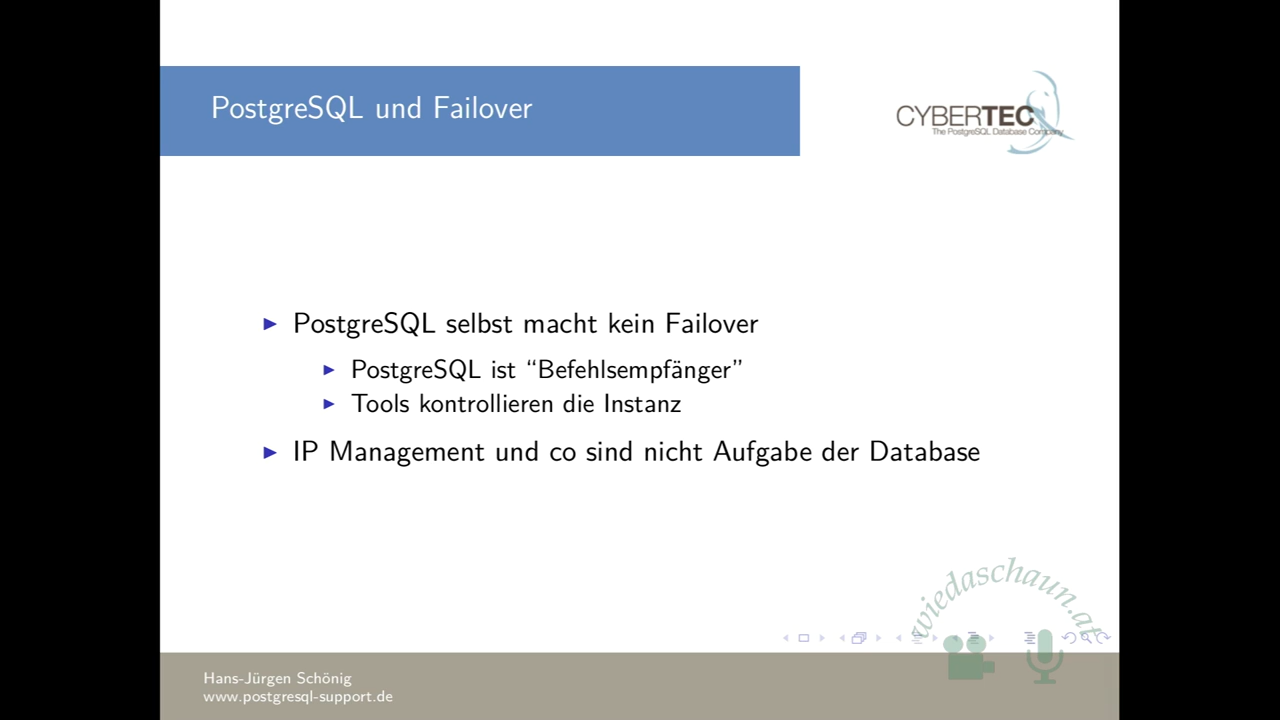 PostgreSQL und Failover
CYBERTEC
The PostgreSQL Database Company
PostgreSQL selbst macht kein Failover
PostgreSQL ist “Befehlsempfänger”
Tools kontrollieren die Instanz
IP Management und co sind nicht Aufgabe der Database
wiedaschaun.at
Hans-Jürgen Schönig
www.postgresql-support.de